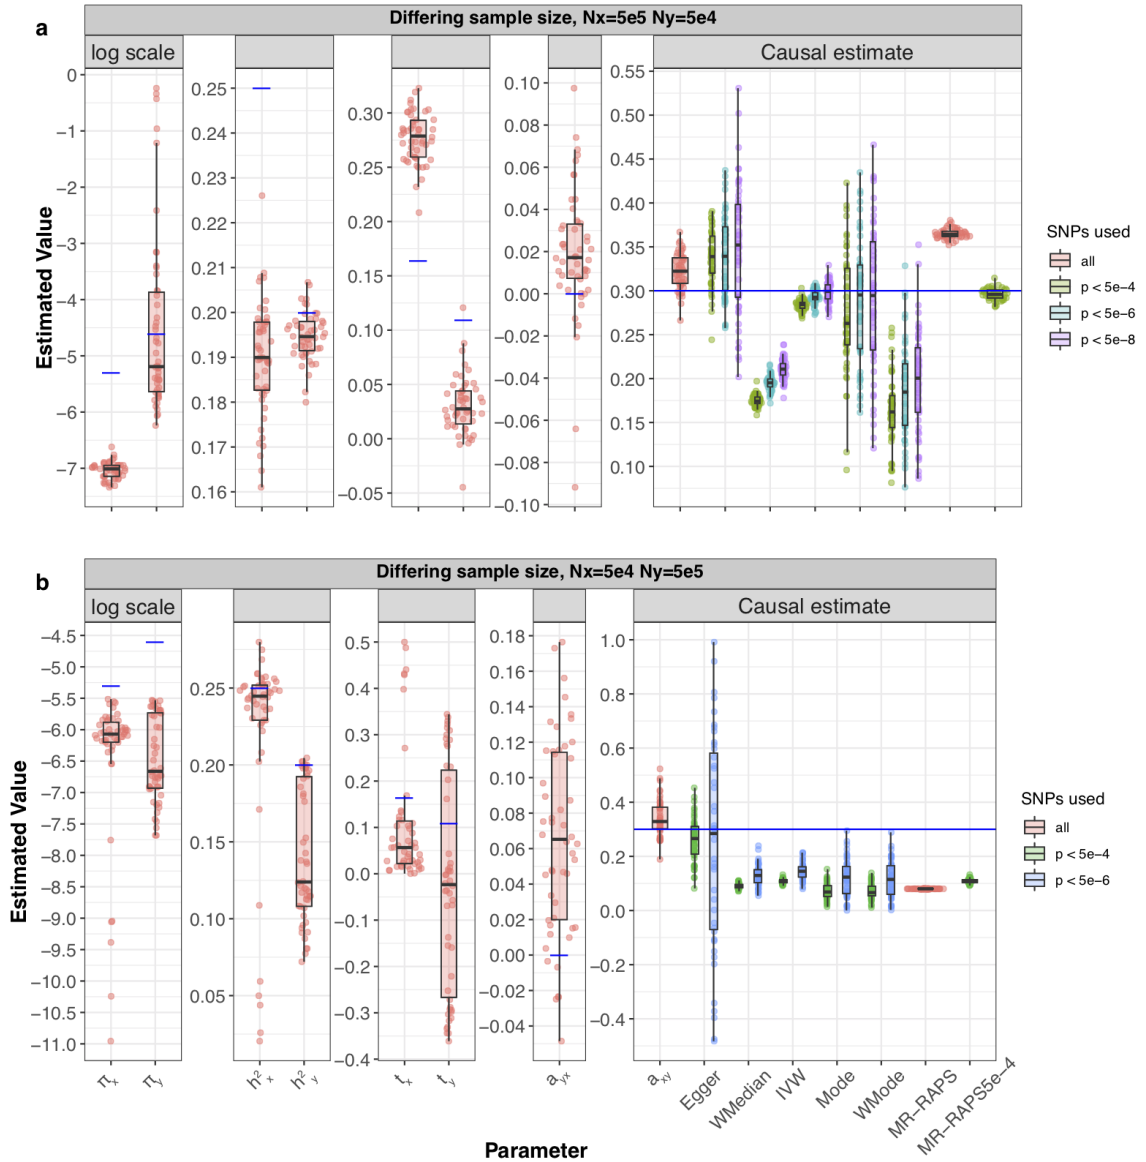 a
Differing sample size, Nx=5e5 Ny=5e4
log scale
Causal estimate
Estimated Value
0
−1
−2
−3
−4
−5
−6
−7
0.25
0.24
0.23
0.22
0.21
0.20
0.19
0.18
0.17
0.16
0.30
0.25
0.20
0.15
0.10
0.05
0.00
−0.05
0.10
0.08
0.06
0.04
0.02
0.00
−0.02
−0.04
−0.06
−0.08
−0.10
0.55
0.50
0.45
0.40
0.35
0.30
0.25
0.20
0.15
0.10
SNPs used
all
p < 5e−4
p < 5e−6
p < 5e−8
b
Differing sample size, Nx=5e4 Ny=5e5
log scale
Causal estimate
Estimated Value
−4.5
−5.0
−5.5
−6.0
−6.5
−7.0
−7.5
−8.0
−8.5
−9.0
−9.5
−10.0
−10.5
−11.0
0.25
0.20
0.15
0.10
0.05
0.5
0.4
0.3
0.2
0.1
0.0
−0.1
−0.2
−0.3
−0.4
0.18
0.16
0.14
0.12
0.10
0.08
0.06
0.04
0.02
0.00
−0.02
−0.04
1.0
0.8
0.6
0.4
0.2
0.0
−0.2
−0.4
SNPs used
all
p < 5e−4
p < 5e−6
πx
πy
h²x
h²y
tx
ty
ayx
axy
Egger
WMedian
IVW
Mode
WMode
MR−RAPS
MR−RAPS5e−4
Parameter